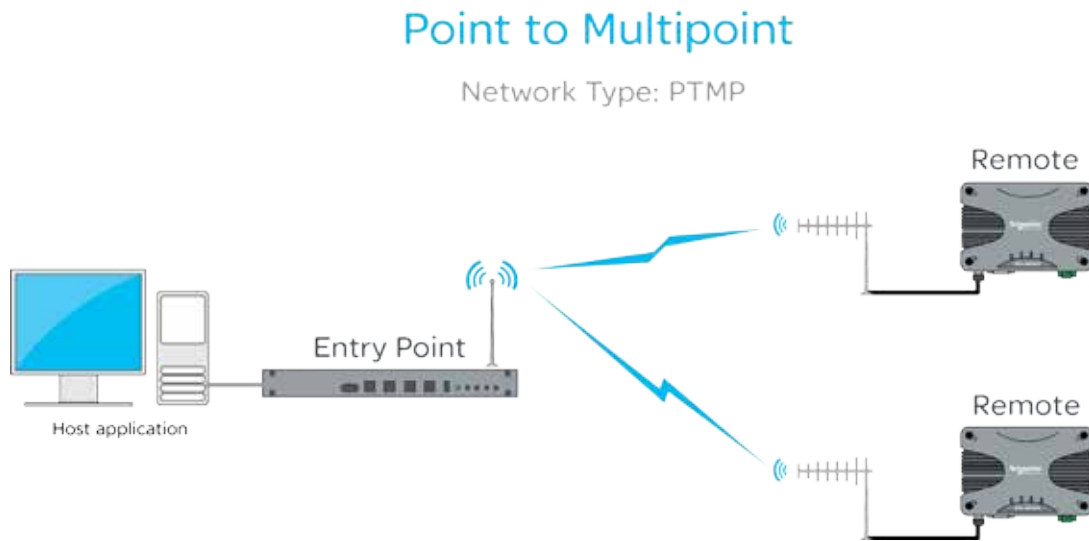 Point to Multipoint
Network Type: PTMP
Remote
Entry Point
Host application
Remote